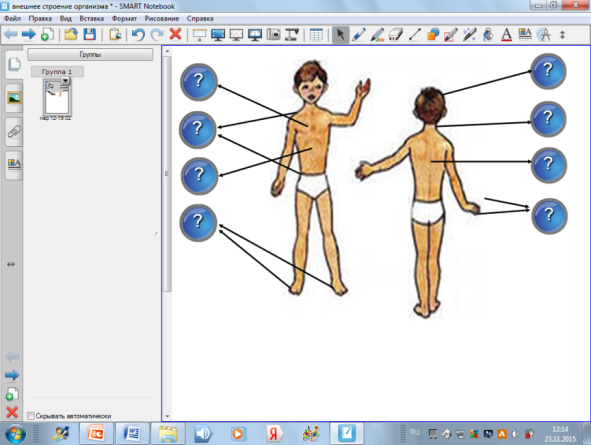 внешнее строение организма * - SMART Notebook
Файл Правка Вид Вставка Формат Рисование Справка
Группы
Группа 1
?
?
?
?
?
?
?
?
Скрывать автоматически
RU
12:14
23.11.2015